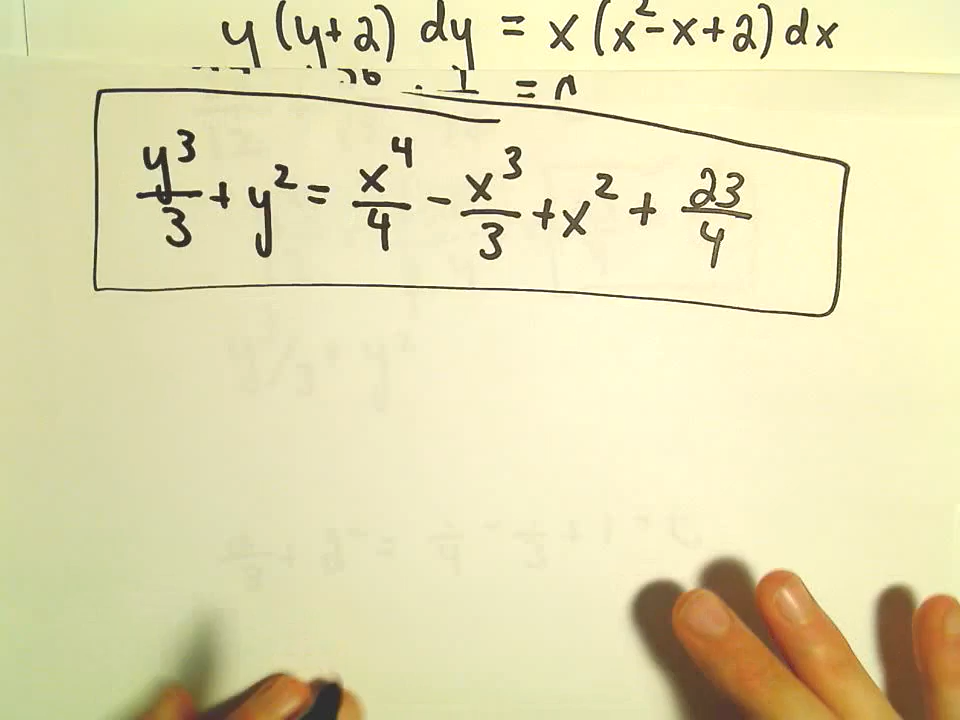 y (y+2) dy = x (x² - x + 2) dx
y³/3 + y² = x⁴/4 - x³/3 + x² + 23/4